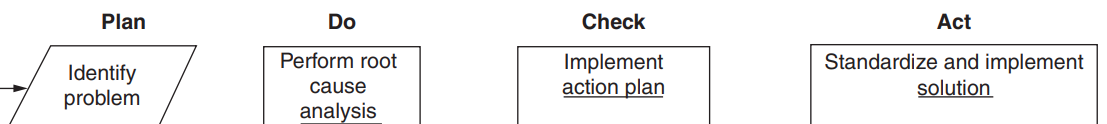 Plan Do Check Act
Identify
problem
Perform root
cause
analysis
Implement
action plan
Standardize and implement
solution